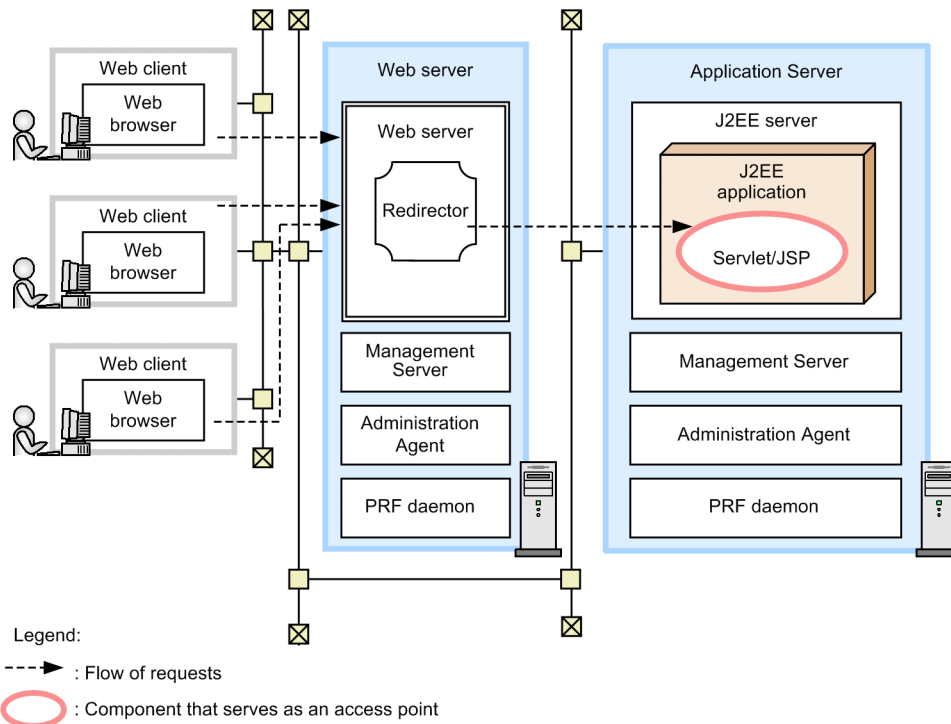 Web client
Web
browser
Web client
Web
browser
Web client
Web
browser
Web server
Web server
Redirector
Management
Server
Administration
Agent
PRF daemon
Application Server
J2EE server
J2EE
application
Servlet/JSP
Management Server
Administration Agent
PRF daemon
Legend:
: Flow of requests
: Component that serves as an access point